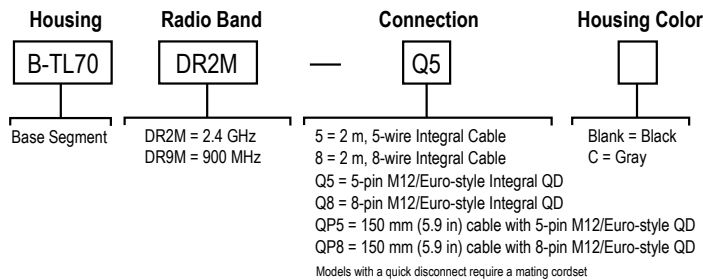 Housing Radio Band Connection Housing Color
B-TL70 DR2M — Q5
Base Segment
DR2M = 2.4 GHz
DR9M = 900 MHz
5 = 2 m, 5-wire Integral Cable
8 = 2 m, 8-wire Integral Cable
Q5 = 5-pin M12/Euro-style Integral QD
Q8 = 8-pin M12/Euro-style Integral QD
QP5 = 150 mm (5.9 in) cable with 5-pin M12/Euro-style QD
QP8 = 150 mm (5.9 in) cable with 8-pin M12/Euro-style QD
Models with a quick disconnect require a mating cordset
Blank = Black
C = Gray